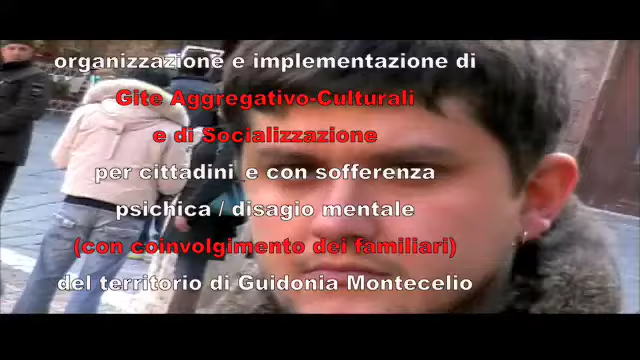 organizzazione e implementazione di
Gite Aggregativo-Culturali
e di Socializzazione
per cittadini e con sofferenza
psichica / disagio mentale
(con coinvolgimento dei familiari)
del territorio di Guidonia Montecelio